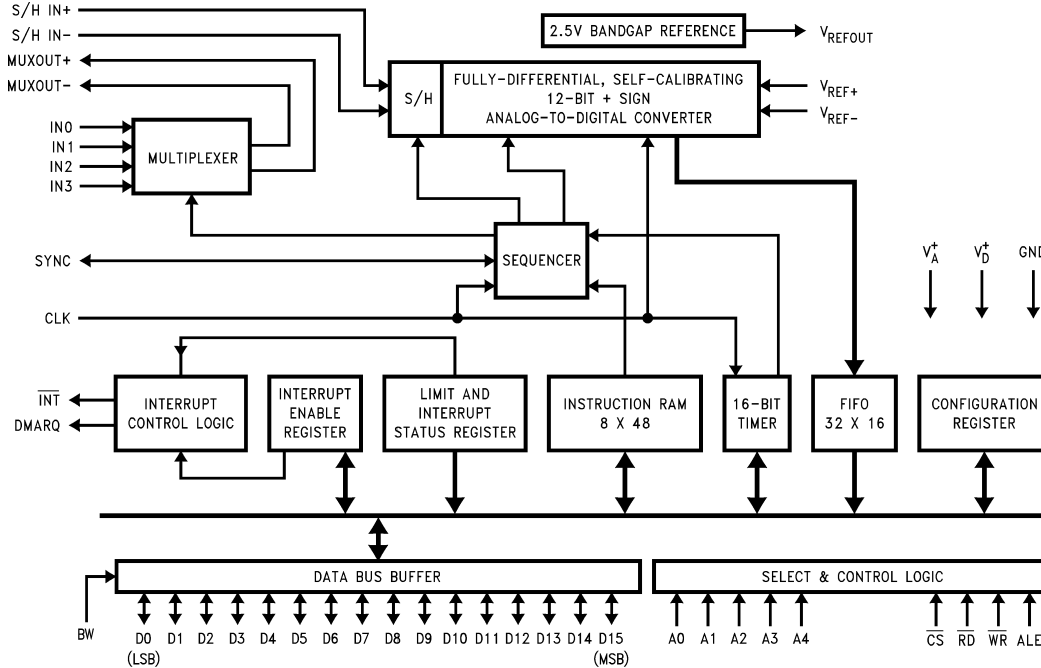 S/H IN+
S/H IN-
MUXOUT+
MUXOUT-
IN0
IN1
IN2
IN3
MULTIPLEXER
2.5V BANDGAP REFERENCE
VREFOUT
S/H
FULLY-DIFFERENTIAL, SELF-CALIBRATING
12-BIT + SIGN
ANALOG-TO-DIGITAL CONVERTER
VREF+
VREF-
SEQUENCER
SYNC
CLK
VA+
VD+
GND
INT
DMARQ
INTERRUPT
CONTROL LOGIC
INTERRUPT
ENABLE
REGISTER
LIMIT AND
INTERRUPT
STATUS REGISTER
INSTRUCTION RAM
8 X 48
16-BIT
TIMER
FIFO
32 X 16
CONFIGURATION
REGISTER
DATA BUS BUFFER
SELECT & CONTROL LOGIC
BW
D0 D1 D2 D3 D4 D5 D6 D7 D8 D9 D10 D11 D12 D13 D14 D15
(LSB) (MSB)
A0 A1 A2 A3 A4
CS RD WR ALE